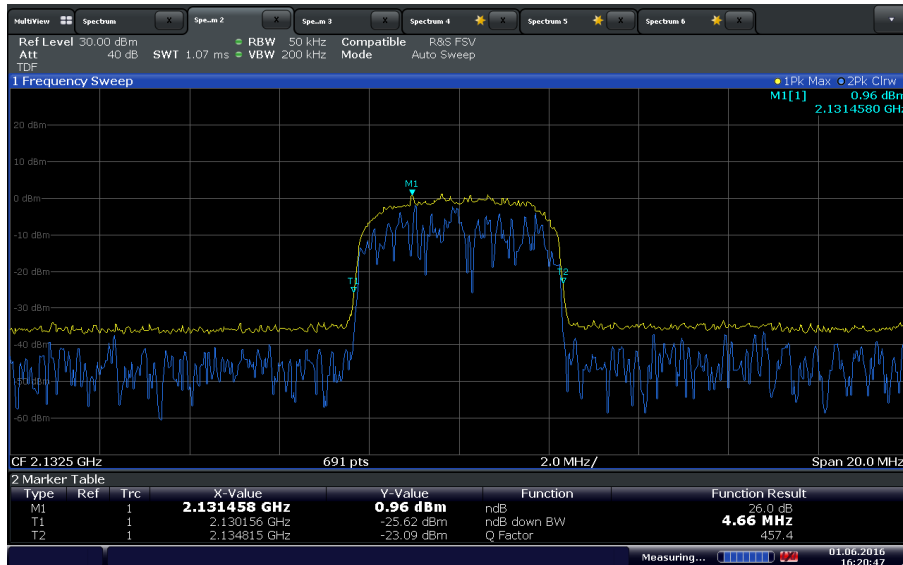 MultiView Spectrum X Spe...m 2 X Spe...m 3 X Spectrum 4 X Spectrum 5 X Spectrum 6 X
Ref Level 30.00 dBm RBW 50 kHz Compatible R&S FSV
Att 40 dB SWT 1.07 ms VBW 200 kHz Mode Auto Sweep
TDF
1 Frequency Sweep 1Pk Max 2Pk Clrw
M1[1] 0.96 dBm
2.1314580 GHz
20 dBm
10 dBm
M1
0 dBm
-10 dBm
-20 dBm
T1 T2
-30 dBm
-40 dBm
-50 dBm
-60 dBm
CF 2.1325 GHz 691 pts 2.0 MHz/ Span 20.0 MHz
2 Marker Table
Type Ref Trc X-Value Y-Value Function Function Result
M1 1 2.131458 GHz 0.96 dBm ndB 26.0 dB
T1 1 2.130156 GHz -25.62 dBm ndB down BW 4.66 MHz
T2 1 2.134815 GHz -23.09 dBm Q Factor 457.4
Measuring... 01.06.2016
16:20:47